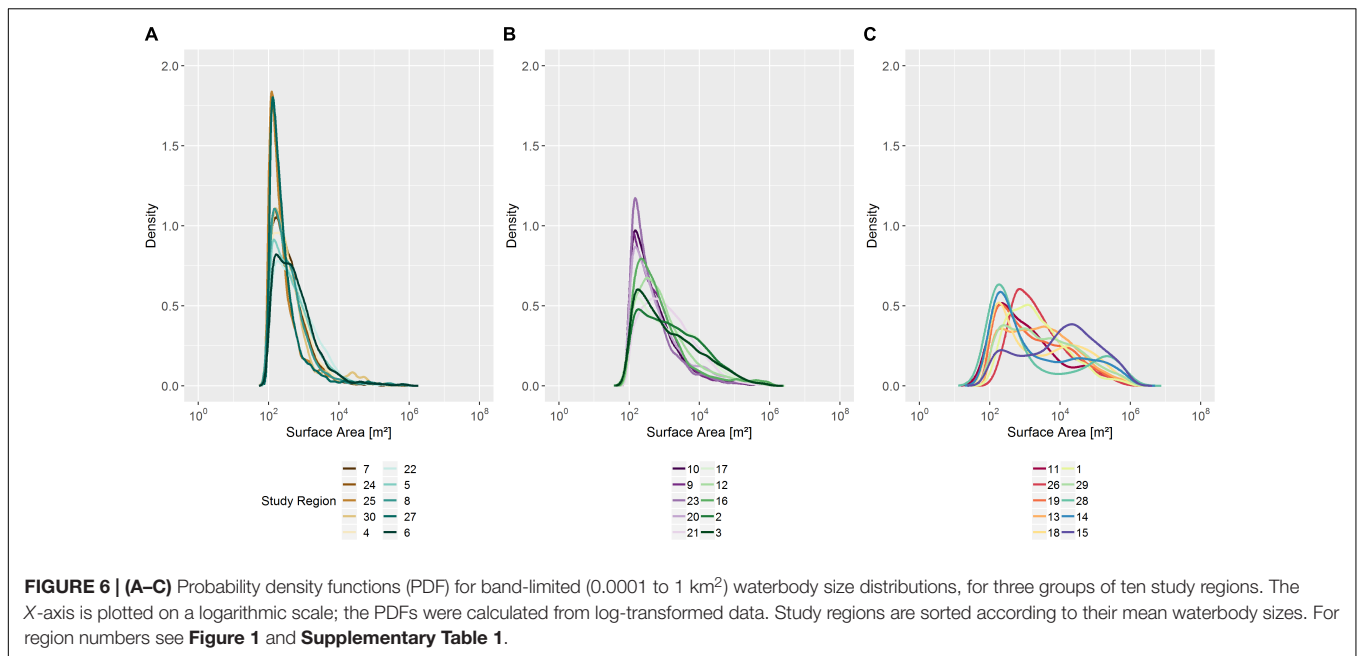 A
B
C
2.0
1.5
1.0
0.5
0.0
Density
10⁰ 10² 10⁴ 10⁶ 10⁸
Surface Area [m²]
2.0
1.5
1.0
0.5
0.0
Density
10⁰ 10² 10⁴ 10⁶ 10⁸
Surface Area [m²]
2.0
1.5
1.0
0.5
0.0
Density
10⁰ 10² 10⁴ 10⁶ 10⁸
Surface Area [m²]
Study Region
7 22
24 5
25 8
30 27
4 6
10 17
9 12
23 16
20 2
21 3
11 1
26 29
19 28
13 14
18 15
FIGURE 6 | (A–C) Probability density functions (PDF) for band-limited (0.0001 to 1 km²) waterbody size distributions, for three groups of ten study regions. The
X-axis is plotted on a logarithmic scale; the PDFs were calculated from log-transformed data. Study regions are sorted according to their mean waterbody sizes. For
region numbers see Figure 1 and Supplementary Table 1.